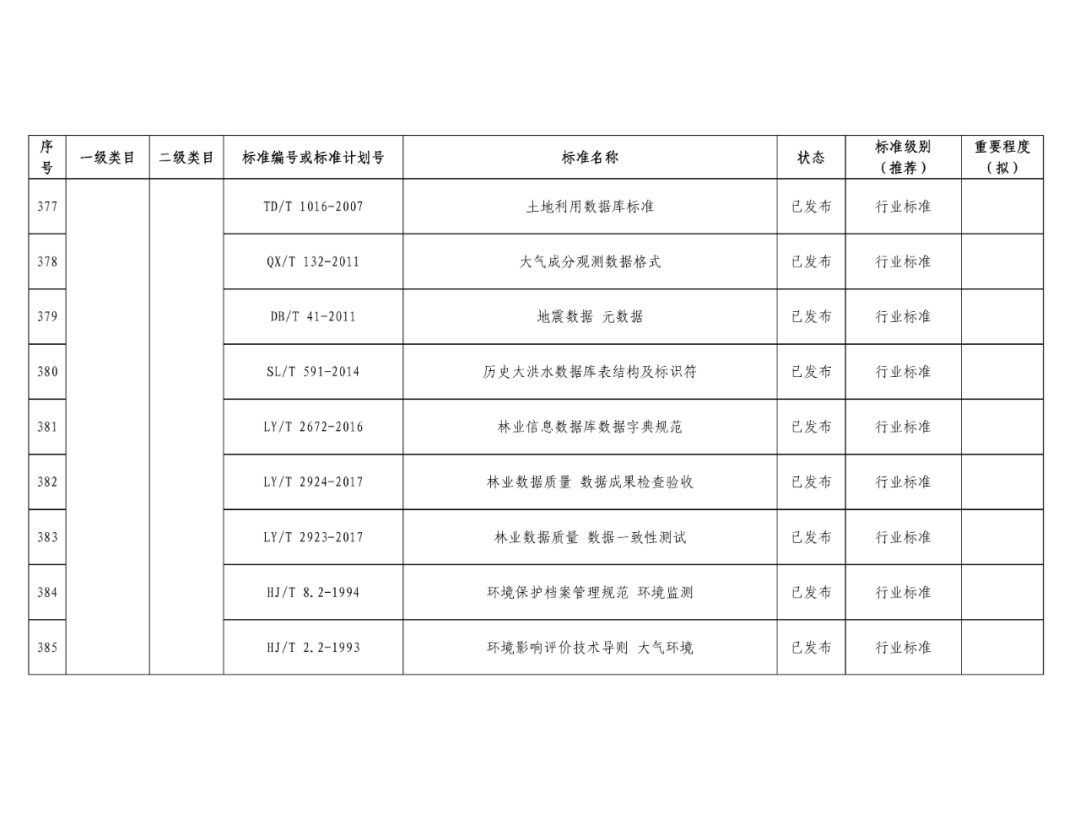 序号 一级类目 二级类目 标准编号或标准计划号 标准名称 状态 标准级别（推荐） 重要程度（拟）
377 TD/T 1016-2007 土地利用数据库标准 已发布 行业标准
378 QX/T 132-2011 大气成分观测数据格式 已发布 行业标准
379 DB/T 41-2011 地震数据 元数据 已发布 行业标准
380 SL/T 591-2014 历史大洪水数据库表结构及标识符 已发布 行业标准
381 LY/T 2672-2016 林业信息数据库数据字典规范 已发布 行业标准
382 LY/T 2924-2017 林业数据质量 数据成果检查验收 已发布 行业标准
383 LY/T 2923-2017 林业数据质量 数据一致性测试 已发布 行业标准
384 HJ/T 8.2-1994 环境保护档案管理规范 环境监测 已发布 行业标准
385 HJ/T 2.2-1993 环境影响评价技术导则 大气环境 已发布 行业标准